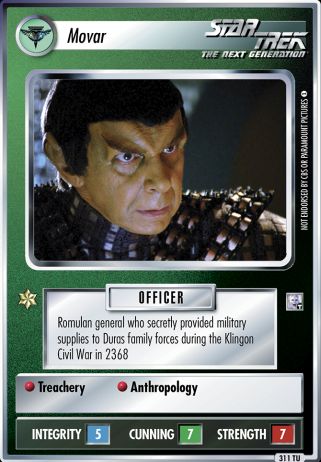 Movar
STAR TREK
THE NEXT GENERATION
NOT ENDORSED BY CBS OR PARAMOUNT PICTURES
OFFICER
Romulan general who secretly provided military
supplies to Duras family forces during the Klingon
Civil War in 2368
Treachery Anthropology
INTEGRITY 5 CUNNING 7 STRENGTH 7
311 TU